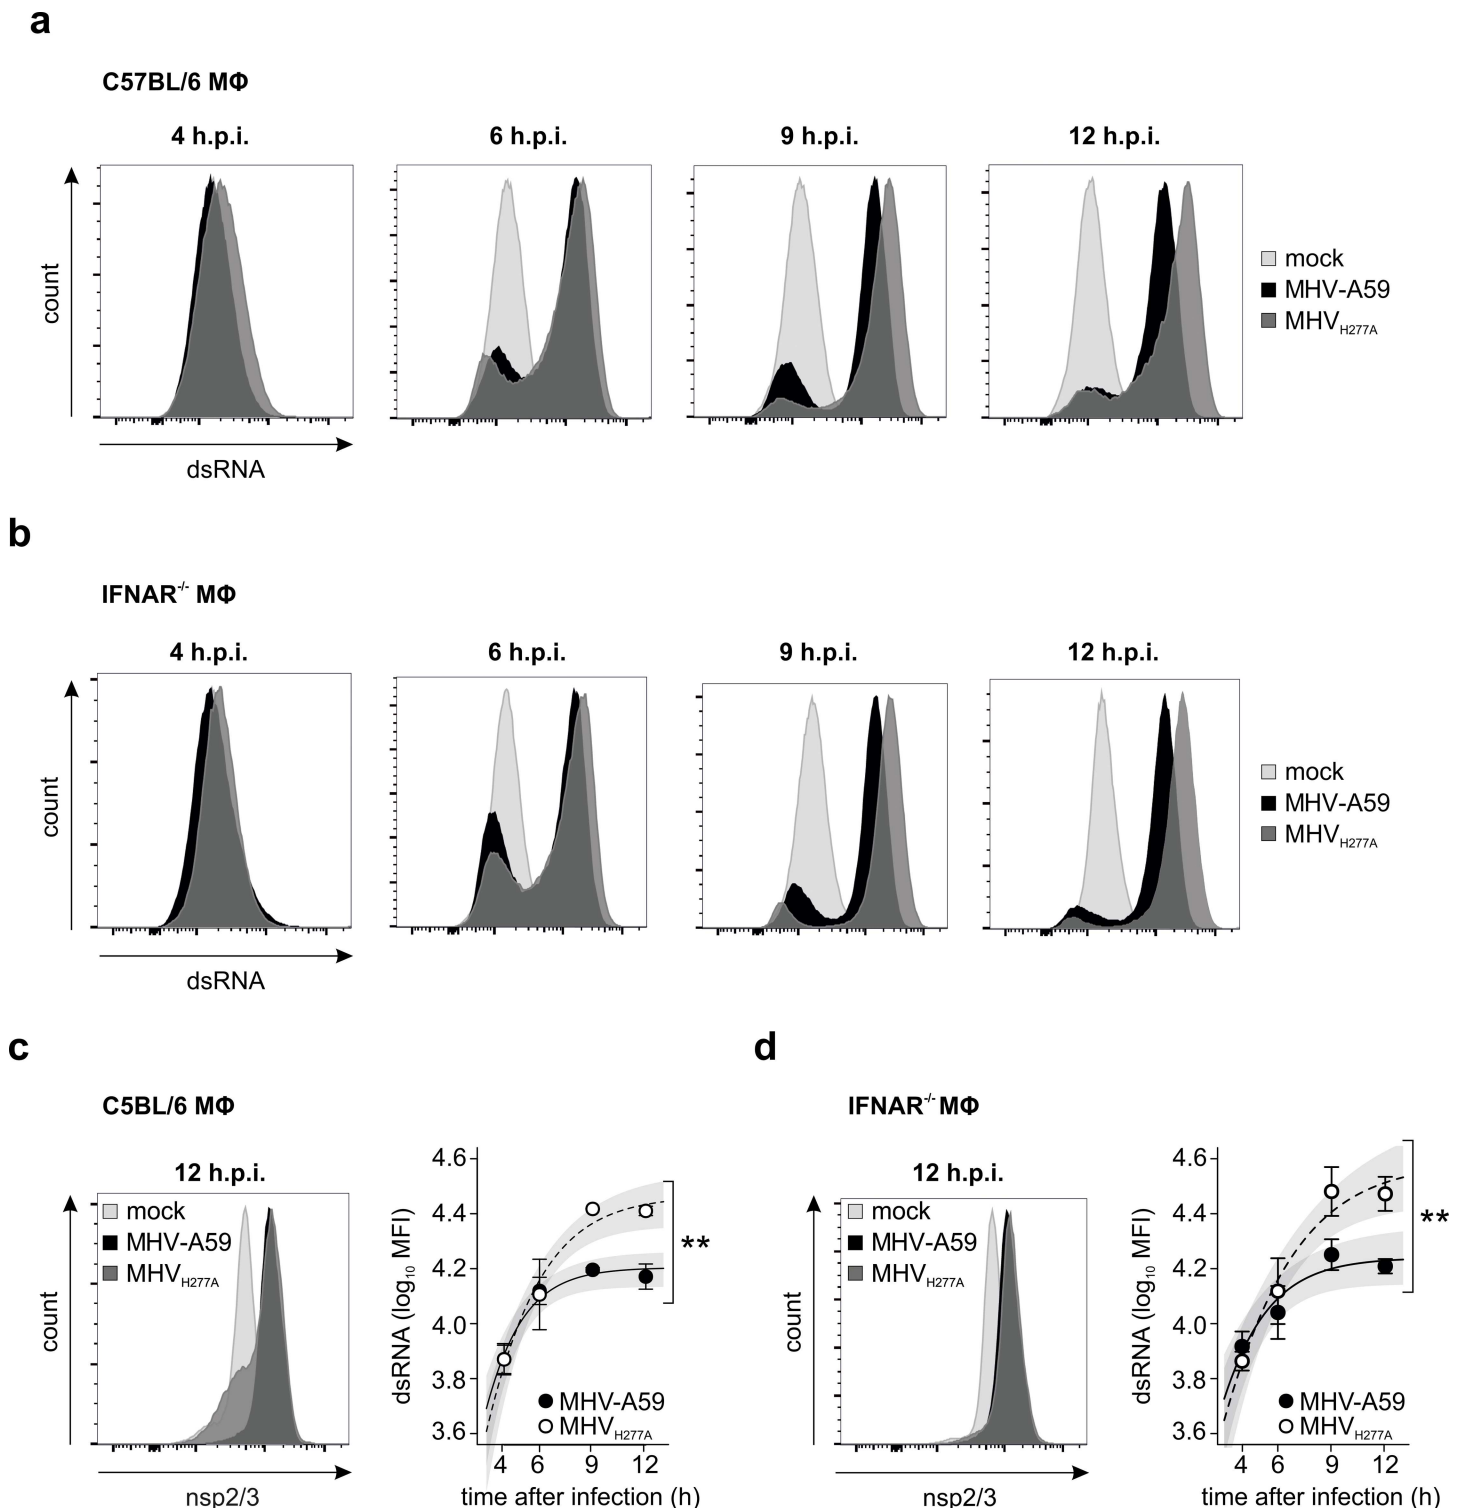 a
C57BL/6 MΦ
4 h.p.i. 6 h.p.i. 9 h.p.i. 12 h.p.i.
count
mock
MHV-A59
MHVH277A
dsRNA
b
IFNAR-/- MΦ
4 h.p.i. 6 h.p.i. 9 h.p.i. 12 h.p.i.
count
mock
MHV-A59
MHVH277A
dsRNA
c
C5BL/6 MΦ
12 h.p.i.
mock
MHV-A59
MHVH277A
count
nsp2/3
dsRNA (log10 MFI)
4.6
4.4
4.2
4.0
3.8
3.6
**
MHV-A59
MHVH277A
4 6 9 12
time after infection (h)
d
IFNAR-/- MΦ
12 h.p.i.
mock
MHV-A59
MHVH277A
count
nsp2/3
dsRNA (log10 MFI)
4.6
4.4
4.2
4.0
3.8
3.6
**
MHV-A59
MHVH277A
4 6 9 12
time after infection (h)